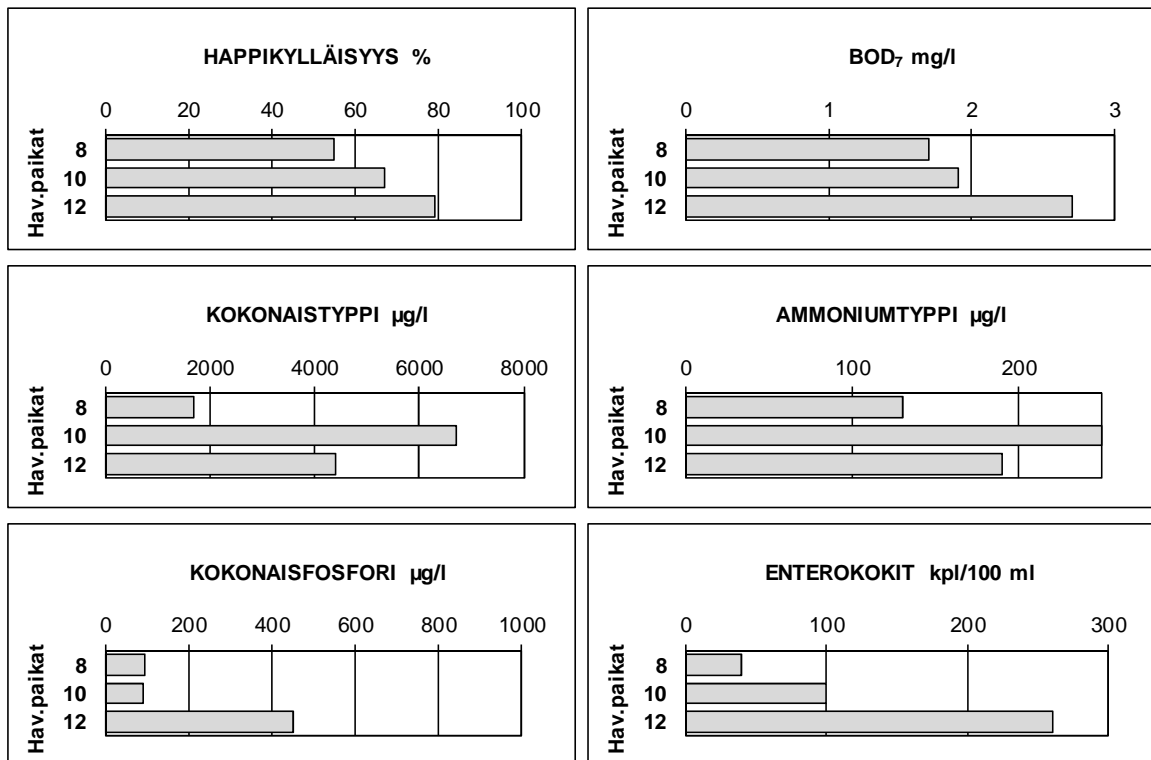 HAPPIKYLLÄISYYS %
0 20 40 60 80 100
Hav.paikat
8
10
12
BOD₇ mg/l
0 1 2 3
Hav.paikat
8
10
12
KOKONAISTYPPI µg/l
0 2000 4000 6000 8000
Hav.paikat
8
10
12
AMMONIUMTYPPI µg/l
0 100 200
Hav.paikat
8
10
12
KOKONAISFOSFORI µg/l
0 200 400 600 800 1000
Hav.paikat
8
10
12
ENTEROKOKIT kpl/100 ml
0 100 200 300
Hav.paikat
8
10
12